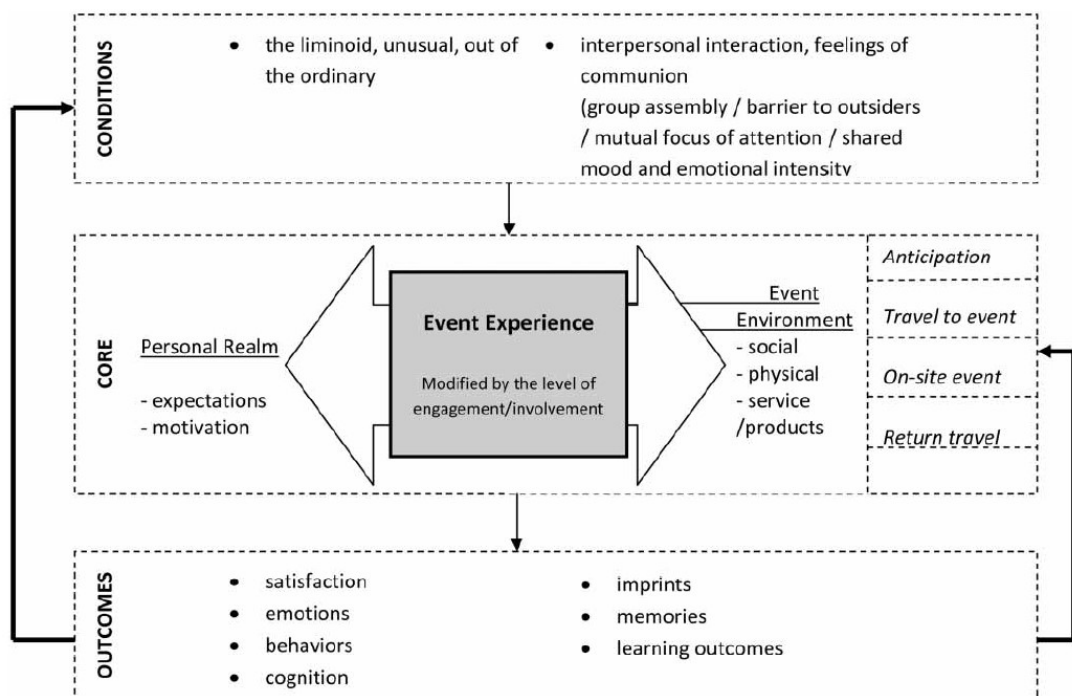 CONDITIONS
• the liminoid, unusual, out of
the ordinary
• interpersonal interaction, feelings of
communion
(group assembly / barrier to outsiders
/ mutual focus of attention / shared
mood and emotional intensity
CORE
Personal Realm
- expectations
- motivation
Event Experience
Modified by the level of
engagement/involvement
Event
Environment
- social
- physical
- service
/products
Anticipation
Travel to event
On-site event
Return travel
OUTCOMES
• satisfaction
• emotions
• behaviors
• cognition
• imprints
• memories
• learning outcomes